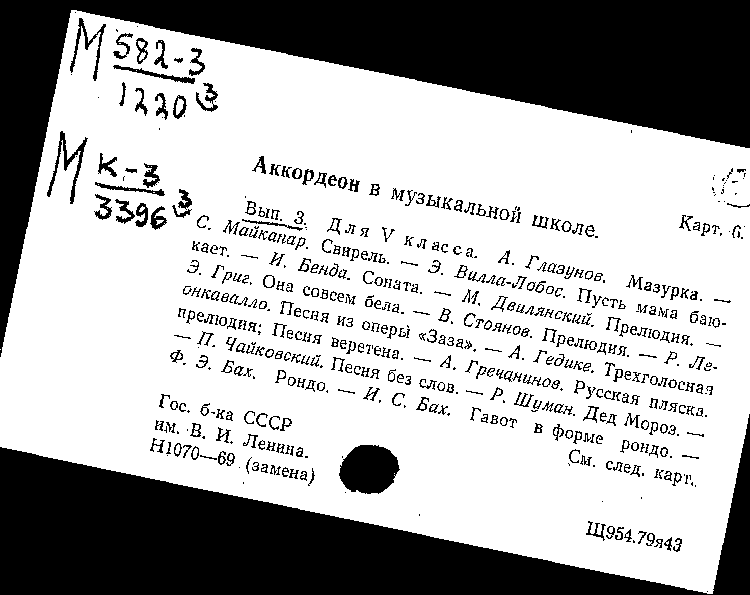 М 582-3
1220 3
М К-3
3396 3
Аккордеон в музыкальной школе.
Карт. 6.
Вып. 3. Для V класса. А. Глазунов. Мазурка. —
С. Майкапар. Свирель. — Э. Вилла-Лобос. Пусть мама баю-
кает. — И. Бенда. Соната. — М. Двилянский. Прелюдия. —
Э. Григ. Она совсем бела. — В. Стоянов. Прелюдия. — Р. Ле-
онкавалло. Песня из оперы «Заза». — А. Гедике. Трехголосная
прелюдия; Песня веретена. — А. Гречанинов. Русская пляска.
— П. Чайковский. Песня без слов. — Р. Шуман. Дед Мороз. —
Ф. Э. Бах. Рондо. — И. С. Бах. Гавот в форме рондо. —
См. след. карт.
Гос. б-ка СССР
им. В. И. Ленина.
Н1070—69 (замена)
Щ954.79я43